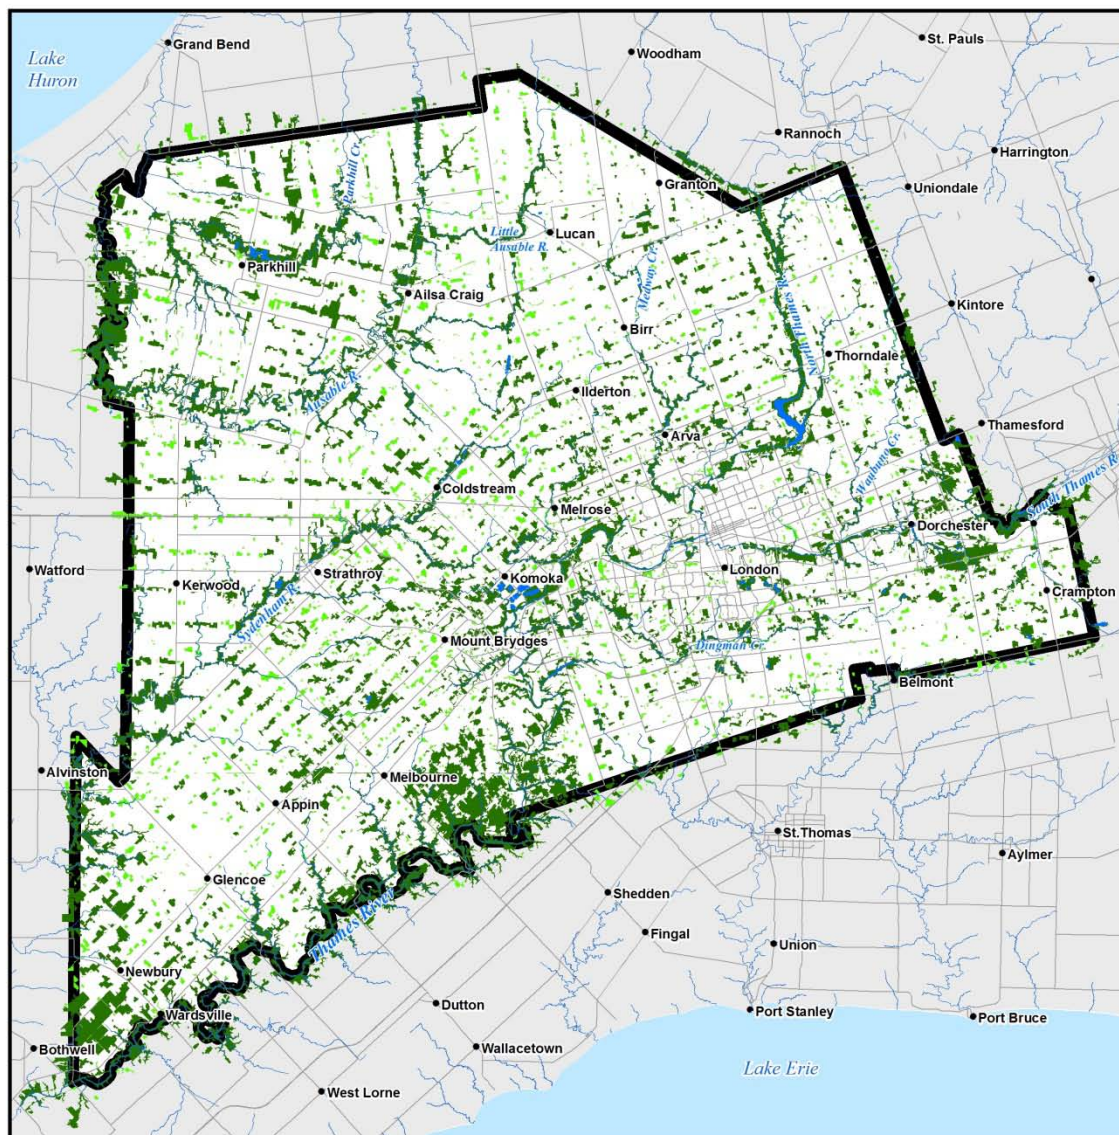 Grand Bend
St. Pauls
Woodham
Lake
Huron
Rannoch
Harrington
Parkhill Cr.
Granton
Uniondale
Little
Ausable R.
Lucan
Medway Cr.
Parkhill
North Thames R.
Ailsa Craig
Kintore
Birr
Thorndale
Ausable R.
Ilderton
Thamesford
Arva
Waubuno Cr.
Coldstream
South Thames R.
Melrose
Dorchester
Watford
Strathroy
Komoka
London
Kerwood
Crampton
Sydenham R.
Mount Brydges
Dingman Cr.
Belmont
Alvinston
Melbourne
Appin
St.Thomas
Aylmer
Glencoe
Shedden
Thames River
Fingal
Union
Newbury
Dutton
Wardsville
Port Stanley
Port Bruce
Bothwell
Wallacetown
Lake Erie
West Lorne